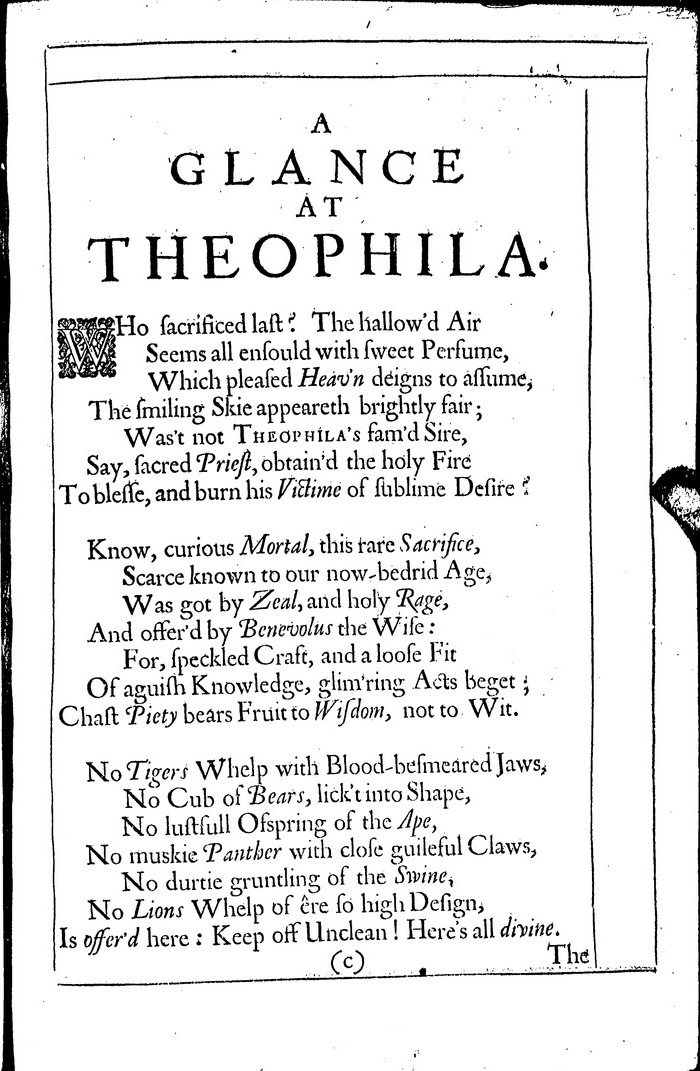 A
GLANCE
AT
THEOPHILA.
WHo ſacrificed laſt? The hallow'd Air
Seems all enſould with ſweet Perfume,
Which pleaſed Heav'n deigns to aſſume,
The ſmiling Skie appeareth brightly fair;
Was't not THEOPHILA'S fam'd Sire,
Say, ſacred Prieſt, obtain'd the holy Fire
To bleſſe, and burn his Victime of ſublime Deſire?
Know, curious Mortal, this rare Sacrifice,
Scarce known to our now-bedrid Age,
Was got by Zeal, and holy Rage,
And offer'd by Benevolus the Wiſe:
For, ſpeckled Craft, and a looſe Fit
Of aguiſh Knowledge, glim'ring Acts beget;
Chaſt Piety bears Fruit to Wiſdom, not to Wit.
No Tigers Whelp with Blood-beſmeared Jaws,
No Cub of Bears, lick't into Shape,
No luſtfull Ofspring of the Ape,
No muskie Panther with cloſe guileful Claws,
No durtie gruntling of the Swine,
No Lions Whelp of êre ſo high Deſign,
Is offer'd here: Keep off Unclean! Here's all divine.
(c)
The